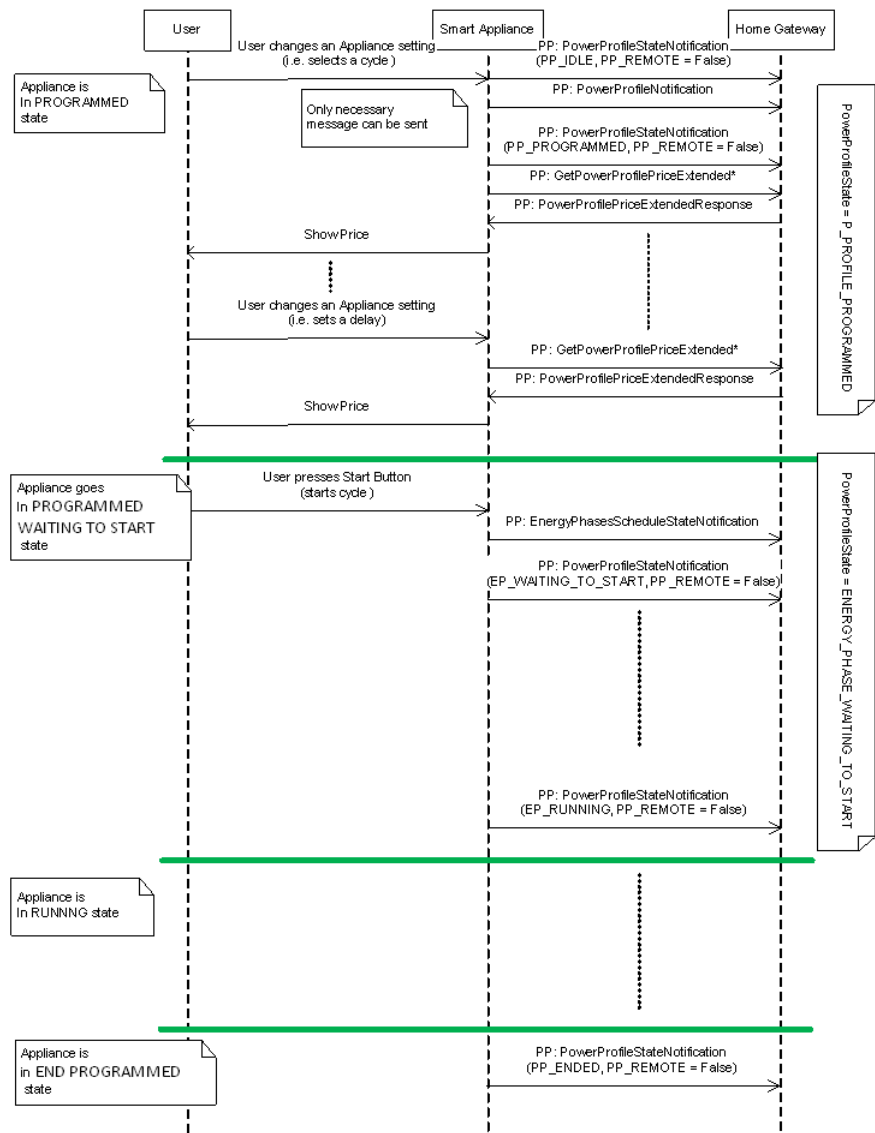 User
Smart Appliance
Home Gateway
User changes an Appliance setting
(i.e. selects a cycle)
PP: PowerProfileStateNotification
(PP_IDLE, PP_REMOTE = False)
Appliance is
In PROGRAMMED
state
Only necessary
message can be sent
PP: PowerProfileNotification
PP: PowerProfileStateNotification
(PP_PROGRAMMED, PP_REMOTE = False)
PP: GetPowerProfilePriceExtended*
PP: PowerProfilePriceExtendedResponse
ShowPrice
PowerProfileState = P_PROFILE_PROGRAMMED
User changes an Appliance setting
(i.e. sets a delay)
PP: GetPowerProfilePriceExtended*
PP: PowerProfilePriceExtendedResponse
ShowPrice
Appliance goes
In PROGRAMMED
WAITING TO START
state
User presses Start Button
(starts cycle)
PP: EnergyPhasesScheduleStateNotification
PP: PowerProfileStateNotification
(EP_WAITING_TO_START, PP_REMOTE = False)
PowerProfileState = ENERGY_PHASE_WAITING_TO_START
PP: PowerProfileStateNotification
(EP_RUNNING, PP_REMOTE = False)
Appliance is
In RUNNNG state
Appliance is
in END PROGRAMMED
state
PP: PowerProfileStateNotification
(PP_ENDED, PP_REMOTE = False)